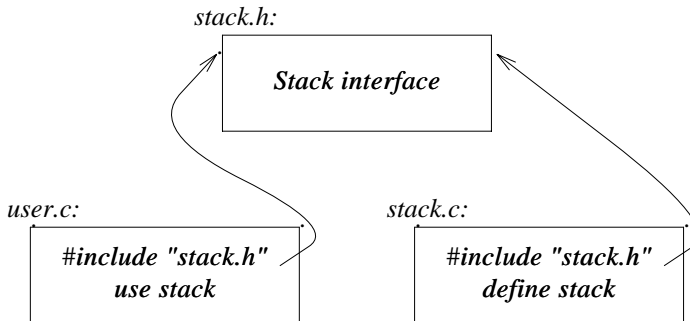 stack.h:
Stack interface
user.c:
stack.c:
#include "stack.h"
use stack
#include "stack.h"
define stack